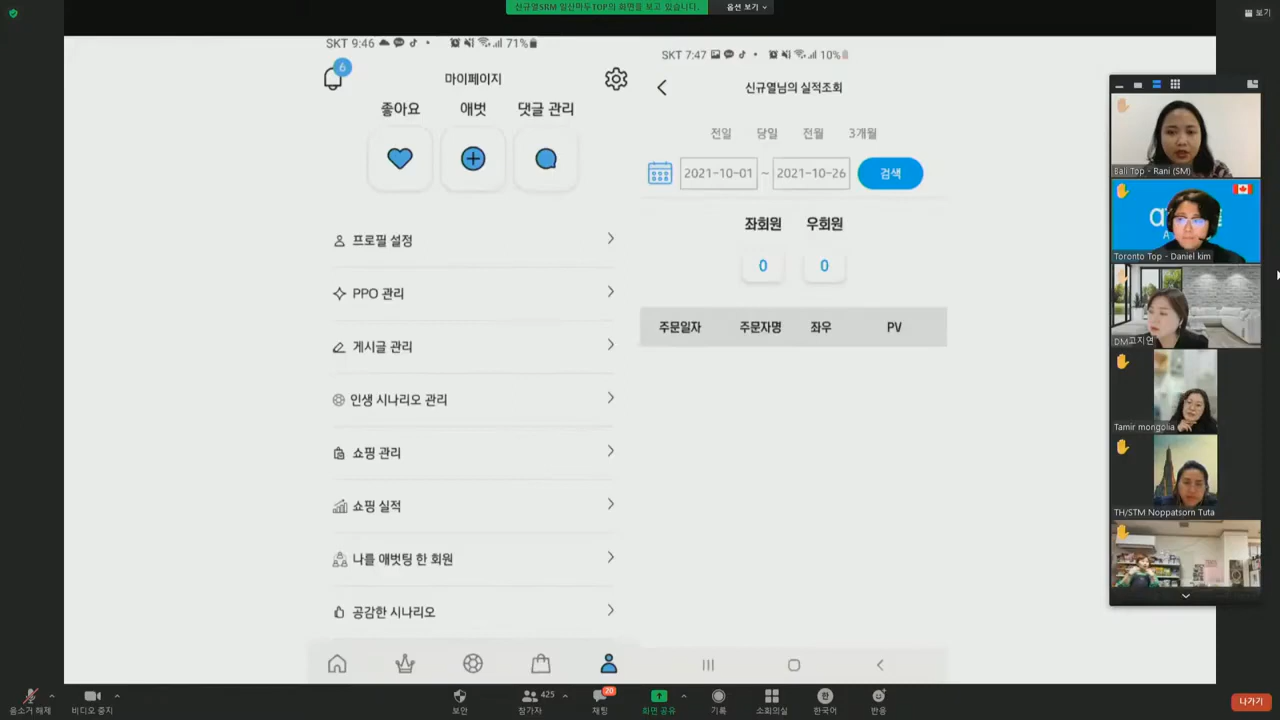 신규열SRM 일산마두TOP의 화면을 보고 있습니다.
옵션 보기
보기
SKT 9:46
71%
6
마이페이지
좋아요 애벗 댓글 관리
프로필 설정
PPO 관리
게시글 관리
인생 시나리오 관리
쇼핑 관리
쇼핑 실적
나를 애벗팅 한 회원
공감한 시나리오
SKT 7:47
10%
신규열님의 실적조회
전일 당일 전월 3개월
2021-10-01 ~ 2021-10-26 검색
좌회원 우회원
0 0
주문일자 주문자명 좌우 PV
Bali Top - Rani (SM)
Toronto Top - Daniel kim
DM고지연
Tamir mongolia
TH/STM Noppatsorn Tuta
음소거 해제
비디오 중지
보안
425
참가자
20
채팅
화면 공유
기록
소회의실
한
한국어
반응
나가기